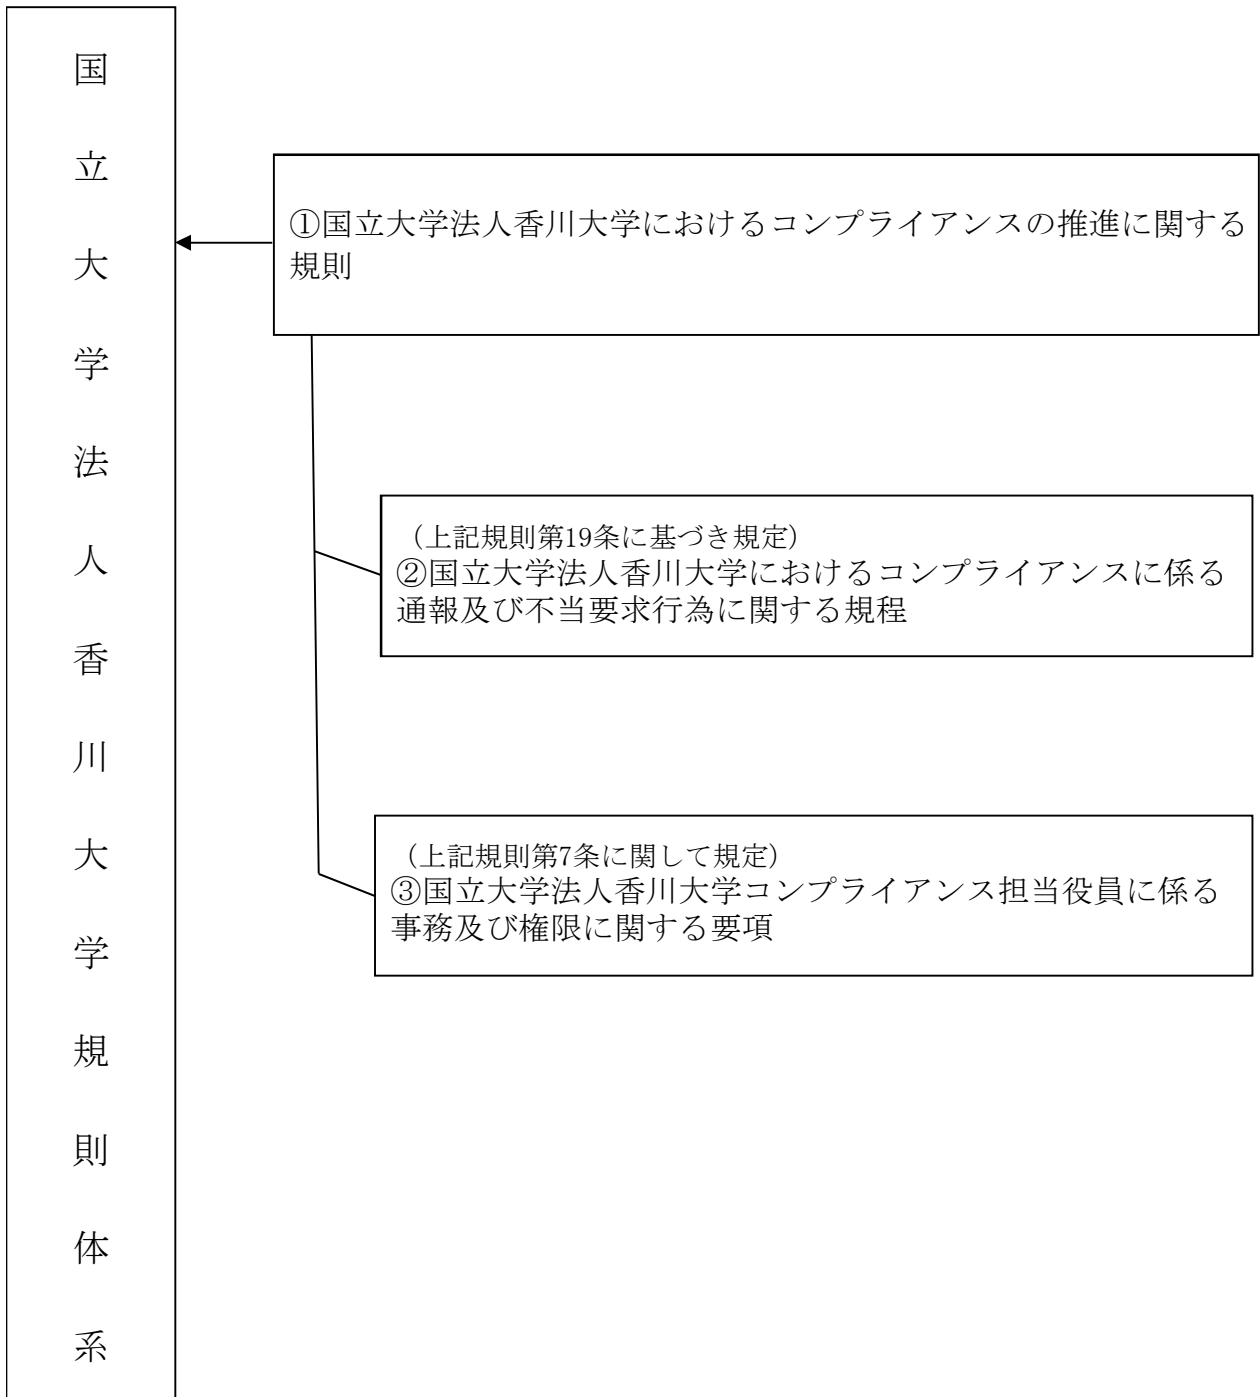 国立大学法人香川大学規則体系
①国立大学法人香川大学におけるコンプライアンスの推進に関する
規則
（上記規則第19条に基づき規定）
②国立大学法人香川大学におけるコンプライアンスに係る
通報及び不当要求行為に関する規程
（上記規則第7条に関して規定）
③国立大学法人香川大学コンプライアンス担当役員に係る
事務及び権限に関する要項